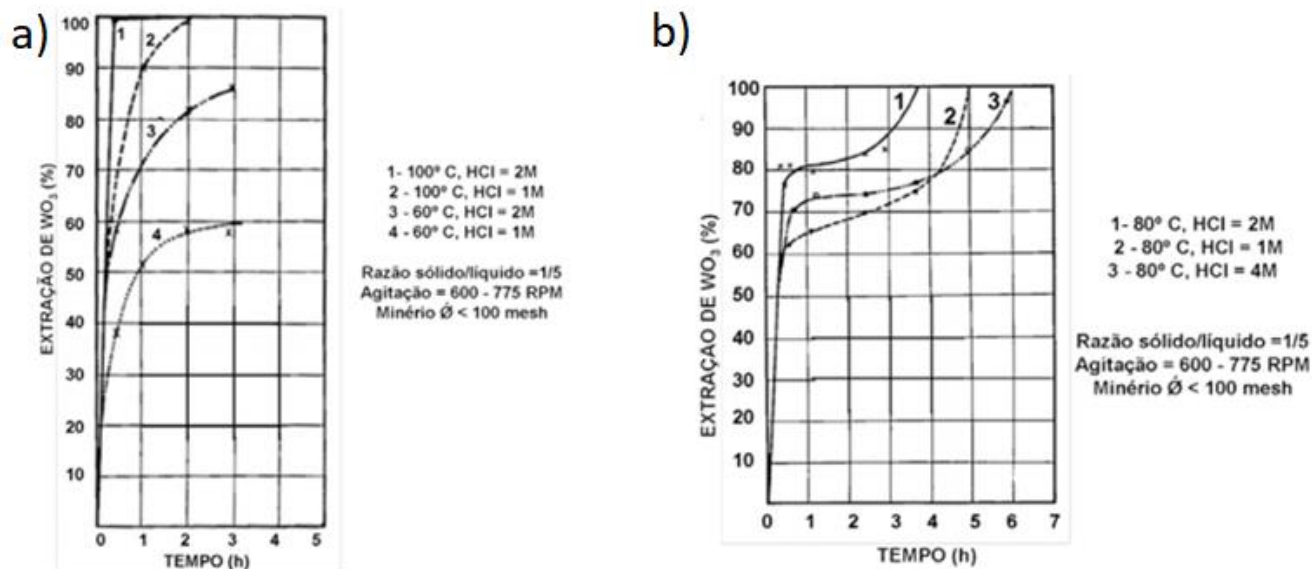 a)
EXTRAÇÃO DE WO₃ (%)
100
90
80
70
60
50
40
30
20
10
0 1 2 3 4 5
TEMPO (h)
1
2
3
4
1- 100º C, HCl = 2M
2 - 100º C, HCl = 1M
3 - 60º C, HCl = 2M
4 - 60º C, HCl = 1M
Razão sólido/líquido =1/5
Agitação = 600 - 775 RPM
Minério Ǿ < 100 mesh
b)
EXTRAÇAO DE WO₃ (%)
100
90
80
70
60
50
40
30
20
10
0 1 2 3 4 5 6 7
TEMPO (h)
1
2
3
1- 80º C, HCl = 2M
2 - 80º C, HCl = 1M
3 - 80º C, HCl = 4M
Razão sólido/líquido =1/5
Agitação = 600 - 775 RPM
Minério Ǿ < 100 mesh